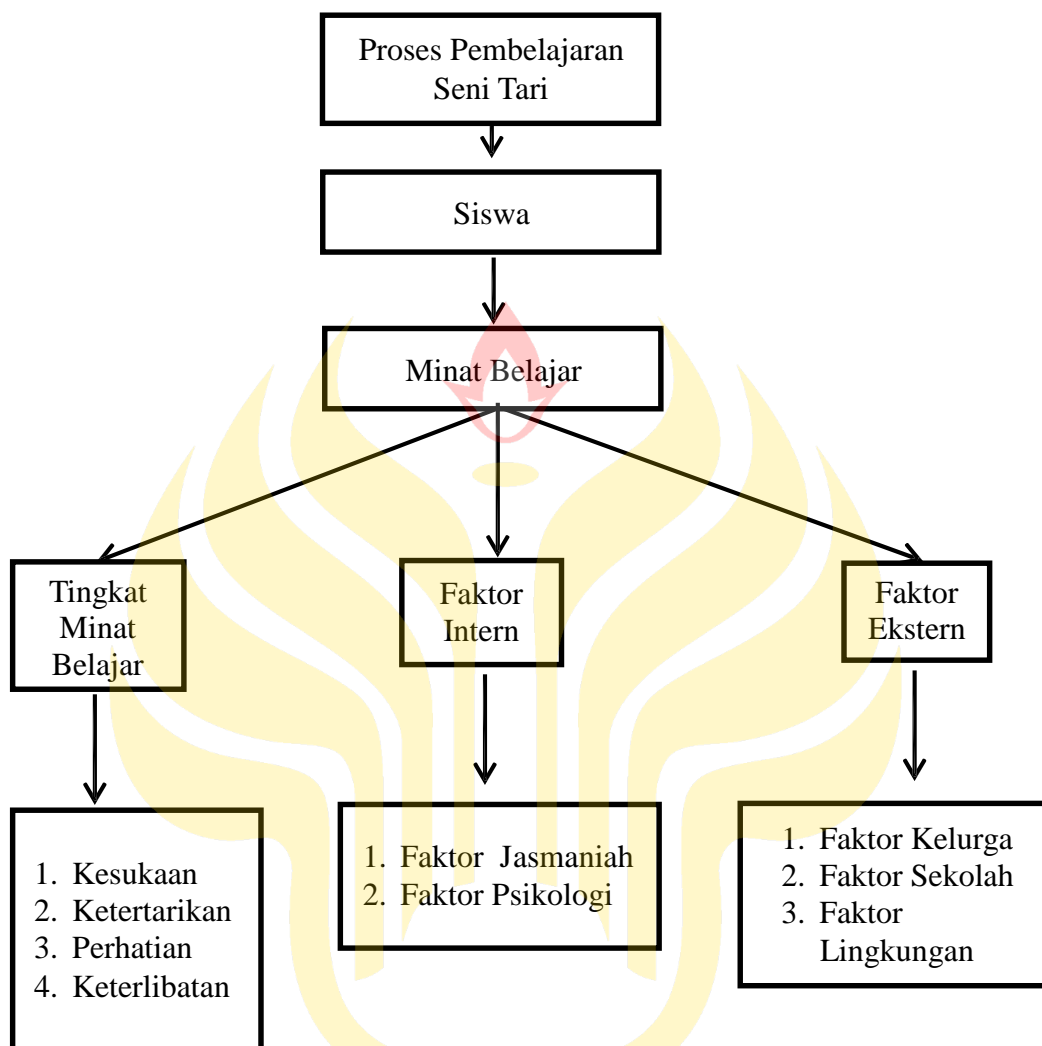 Proses Pembelajaran
Seni Tari
Siswa
Minat Belajar
Tingkat
Minat
Belajar
Faktor
Intern
Faktor
Ekstern
1. Kesukaan
2. Ketertarikan
3. Perhatian
4. Keterlibatan
1. Faktor Jasmaniah
2. Faktor Psikologi
1. Faktor Kelurga
2. Faktor Sekolah
3. Faktor
Lingkungan